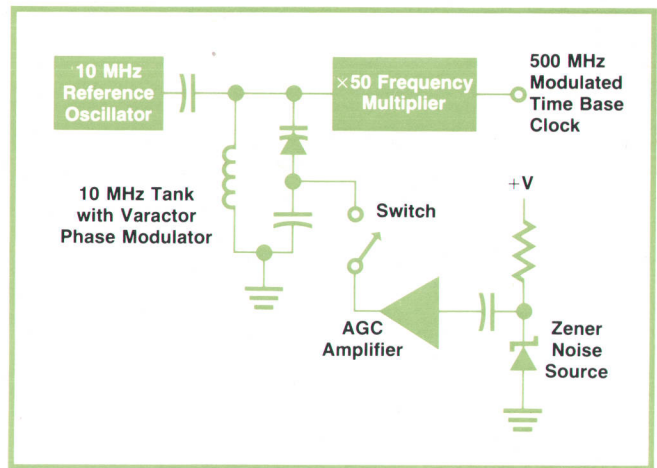 10 MHz
Reference
Oscillator
×50 Frequency
Multiplier
500 MHz
Modulated
Time Base
Clock
10 MHz Tank
with Varactor
Phase Modulator
Switch
+V
AGC
Amplifier
Zener
Noise
Source